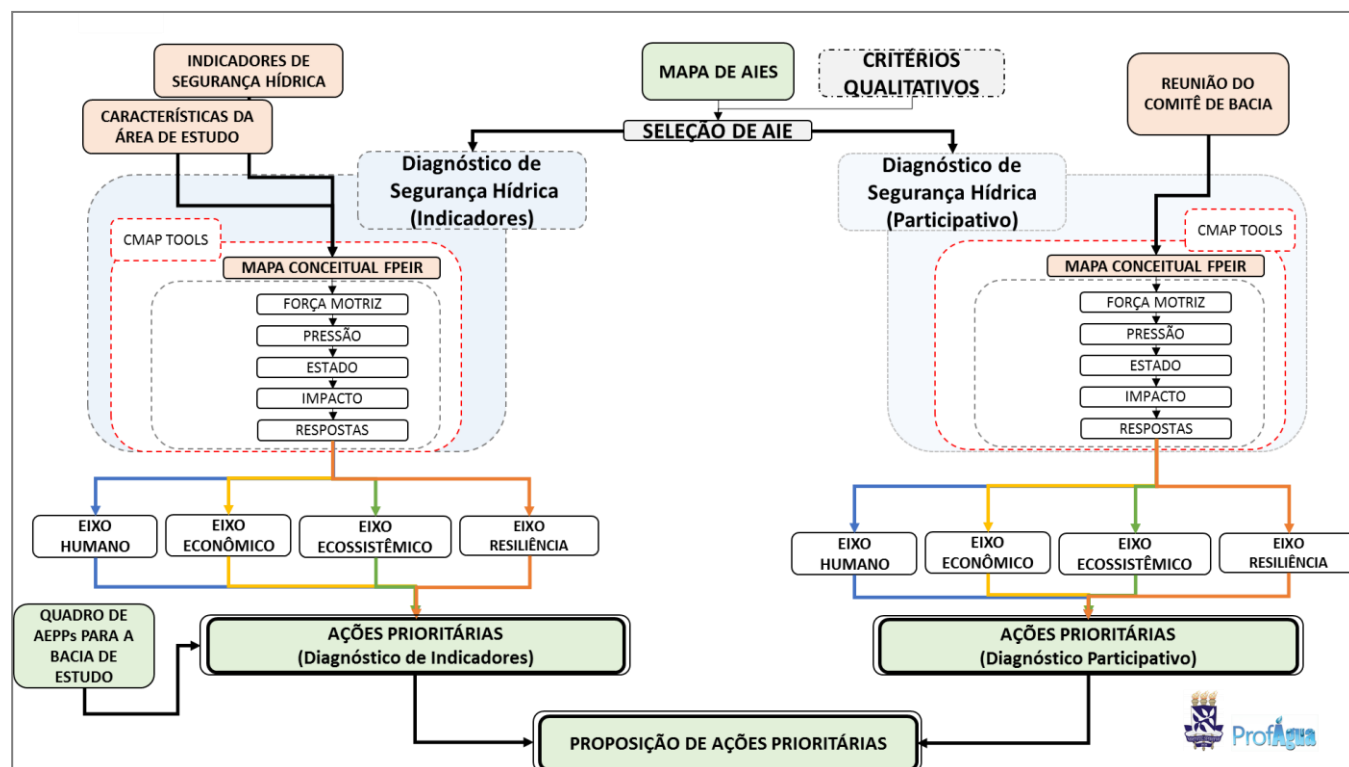 INDICADORES DE
SEGURANÇA HÍDRICA
CARACTERÍSTICAS DA
ÁREA DE ESTUDO
MAPA DE AIES
CRITÉRIOS
QUALITATIVOS
SELEÇÃO DE AIE
REUNIÃO DO
COMITÊ DE BACIA
Diagnóstico de
Segurança Hídrica
(Indicadores)
Diagnóstico de
Segurança Hídrica
(Participativo)
CMAP TOOLS
MAPA CONCEITUAL FPEIR
FORÇA MOTRIZ
PRESSÃO
ESTADO
IMPACTO
RESPOSTAS
CMAP TOOLS
MAPA CONCEITUAL FPEIR
FORÇA MOTRIZ
PRESSÃO
ESTADO
IMPACTO
RESPOSTAS
EIXO
HUMANO
EIXO
ECONÔMICO
EIXO
ECOSSISTÊMICO
EIXO
RESILIÊNCIA
EIXO
HUMANO
EIXO
ECONÔMICO
EIXO
ECOSSISTÊMICO
EIXO
RESILIÊNCIA
QUADRO DE
AEPPs PARA A
BACIA DE
ESTUDO
AÇÕES PRIORITÁRIAS
(Diagnóstico de Indicadores)
AÇÕES PRIORITÁRIAS
(Diagnóstico Participativo)
PROPOSIÇÃO DE AÇÕES PRIORITÁRIAS
ProfÁgua